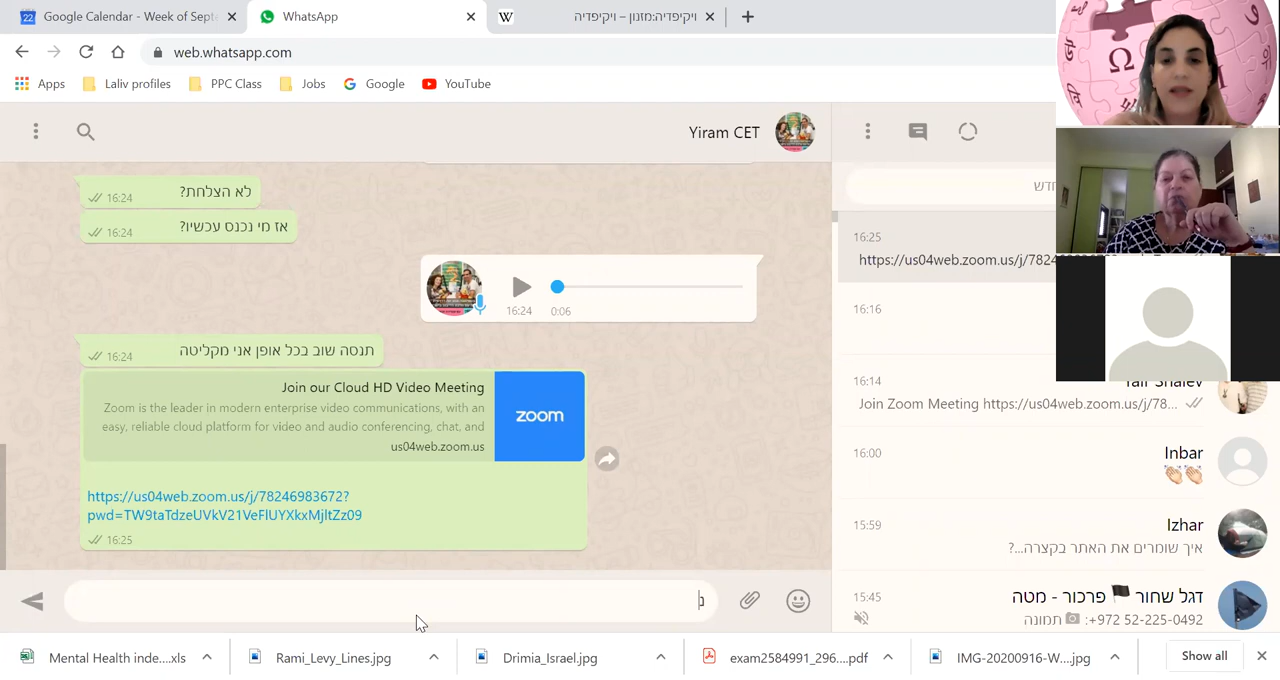 Google Calendar - Week of Sept
WhatsApp
ויקיפדיה:מזנון – ויקיפדיה
web.whatsapp.com
Apps
Laliv profiles
PPC Class
Jobs
Google
YouTube
Yiram CET
לא הצלחת?
16:24
אז מי נכנס עכשיו?
16:24
16:24
0:06
תנסה שוב בכל אופן אני מקליטה
16:24
Join our Cloud HD Video Meeting
Zoom is the leader in modern enterprise video communications, with an
easy, reliable cloud platform for video and audio conferencing, chat, and
us04web.zoom.us
zoom
https://us04web.zoom.us/j/78246983672?
pwd=TW9taTdzeUVkV21VeFlUYXkxMjltZz09
16:25
נ
חדש
16:25
https://us04web.zoom.us/j/7824
16:16
16:14
Join Zoom Meeting https://us04web.zoom.us/j/78...
16:00
Inbar
15:59
Izhar
איך שומרים את האתר בקצרה...?
15:45
דגל שחור 🏴 פרכור - מטה
+972 52-225-0492: תמונה
Mental Health inde....xls
Rami_Levy_Lines.jpg
Drimia_Israel.jpg
exam2584991_296....pdf
IMG-20200916-W....jpg
Show all